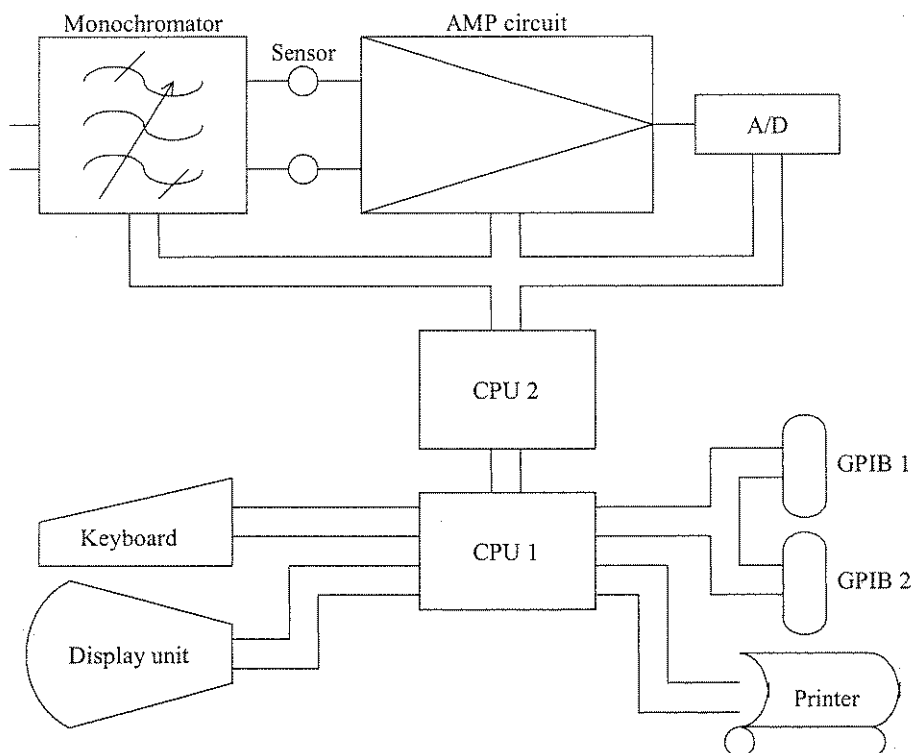 Monochromator
AMP circuit
Sensor
A/D
CPU 2
GPIB 1
Keyboard
CPU 1
GPIB 2
Display unit
Printer